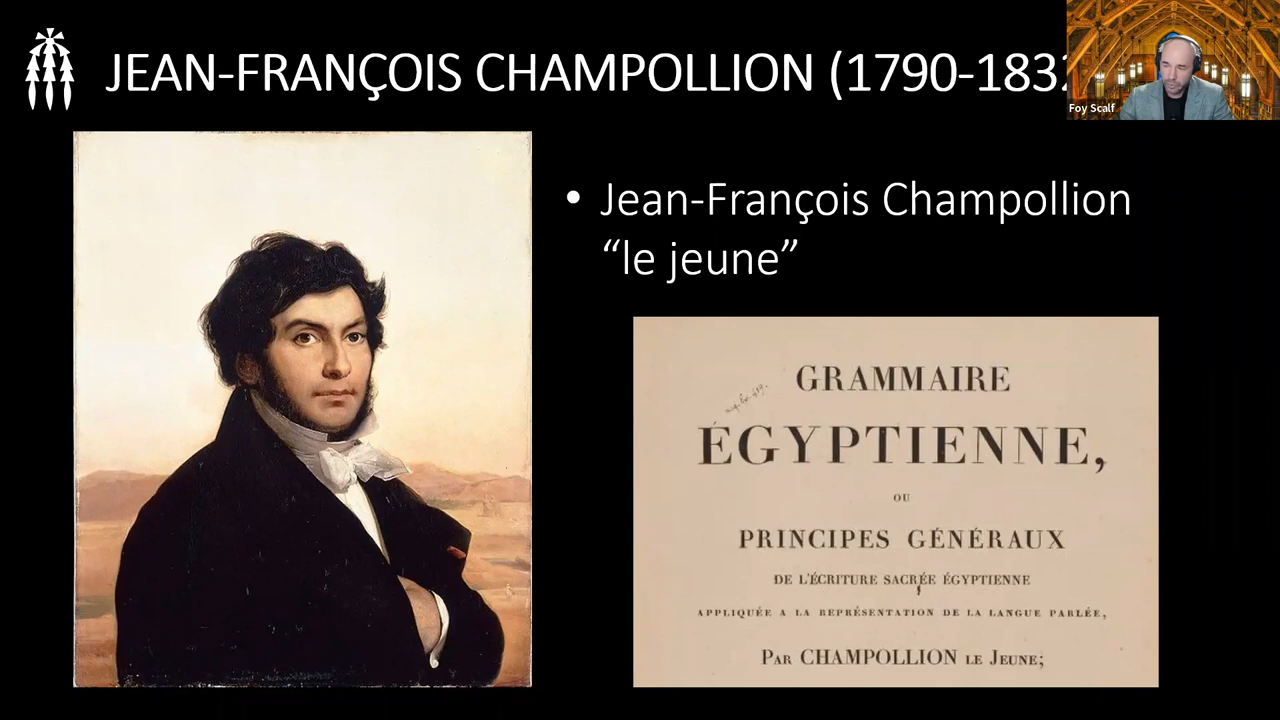 JEAN-FRANÇOIS CHAMPOLLION (1790-1832
Foy Scalf
• Jean-François Champollion
“le jeune”
GRAMMAIRE
ÉGYPTIENNE,
OU
PRINCIPES GÉNÉRAUX
DE L'ÉCRITURE SACRÉE ÉGYPTIENNE
APPLIQUÉE A LA REPRÉSENTATION DE LA LANGUE PARLÉE,
PAR CHAMPOLLION LE JEUNE;